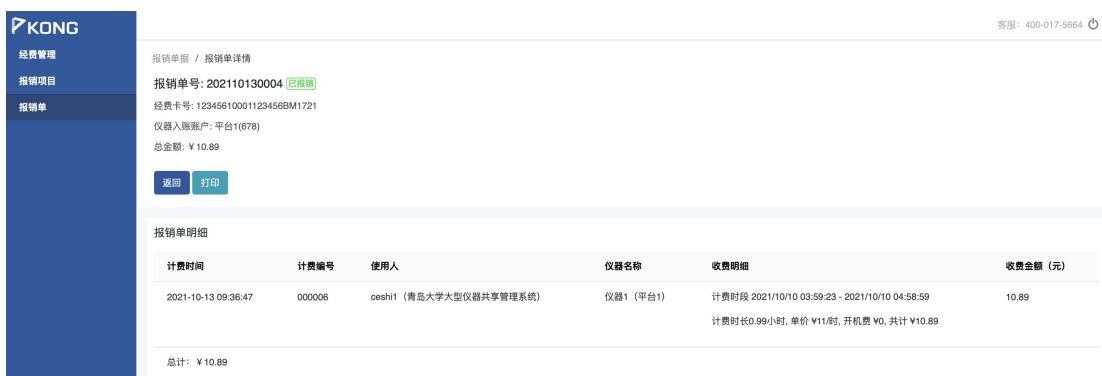 PKONG
客服: 400-017-5664
经费管理
报销项目
报销单
报销单据 / 报销单详情
报销单号: 202110130004 已报销
经费卡号: 12345610001123456BM1721
仪器入账账户: 平台1(678)
总金额: ¥ 10.89
返回 打印
报销单明细
计费时间 计费编号 使用人 仪器名称 收费明细 收费金额（元）
2021-10-13 09:36:47 000006 ceshi1（青岛大学大型仪器共享管理系统） 仪器1（平台1） 计费时段 2021/10/10 03:59:23 - 2021/10/10 04:58:59 10.89
计费时长0.99小时, 单价 ¥11/时, 开机费 ¥0, 共计 ¥10.89
总计: ¥ 10.89